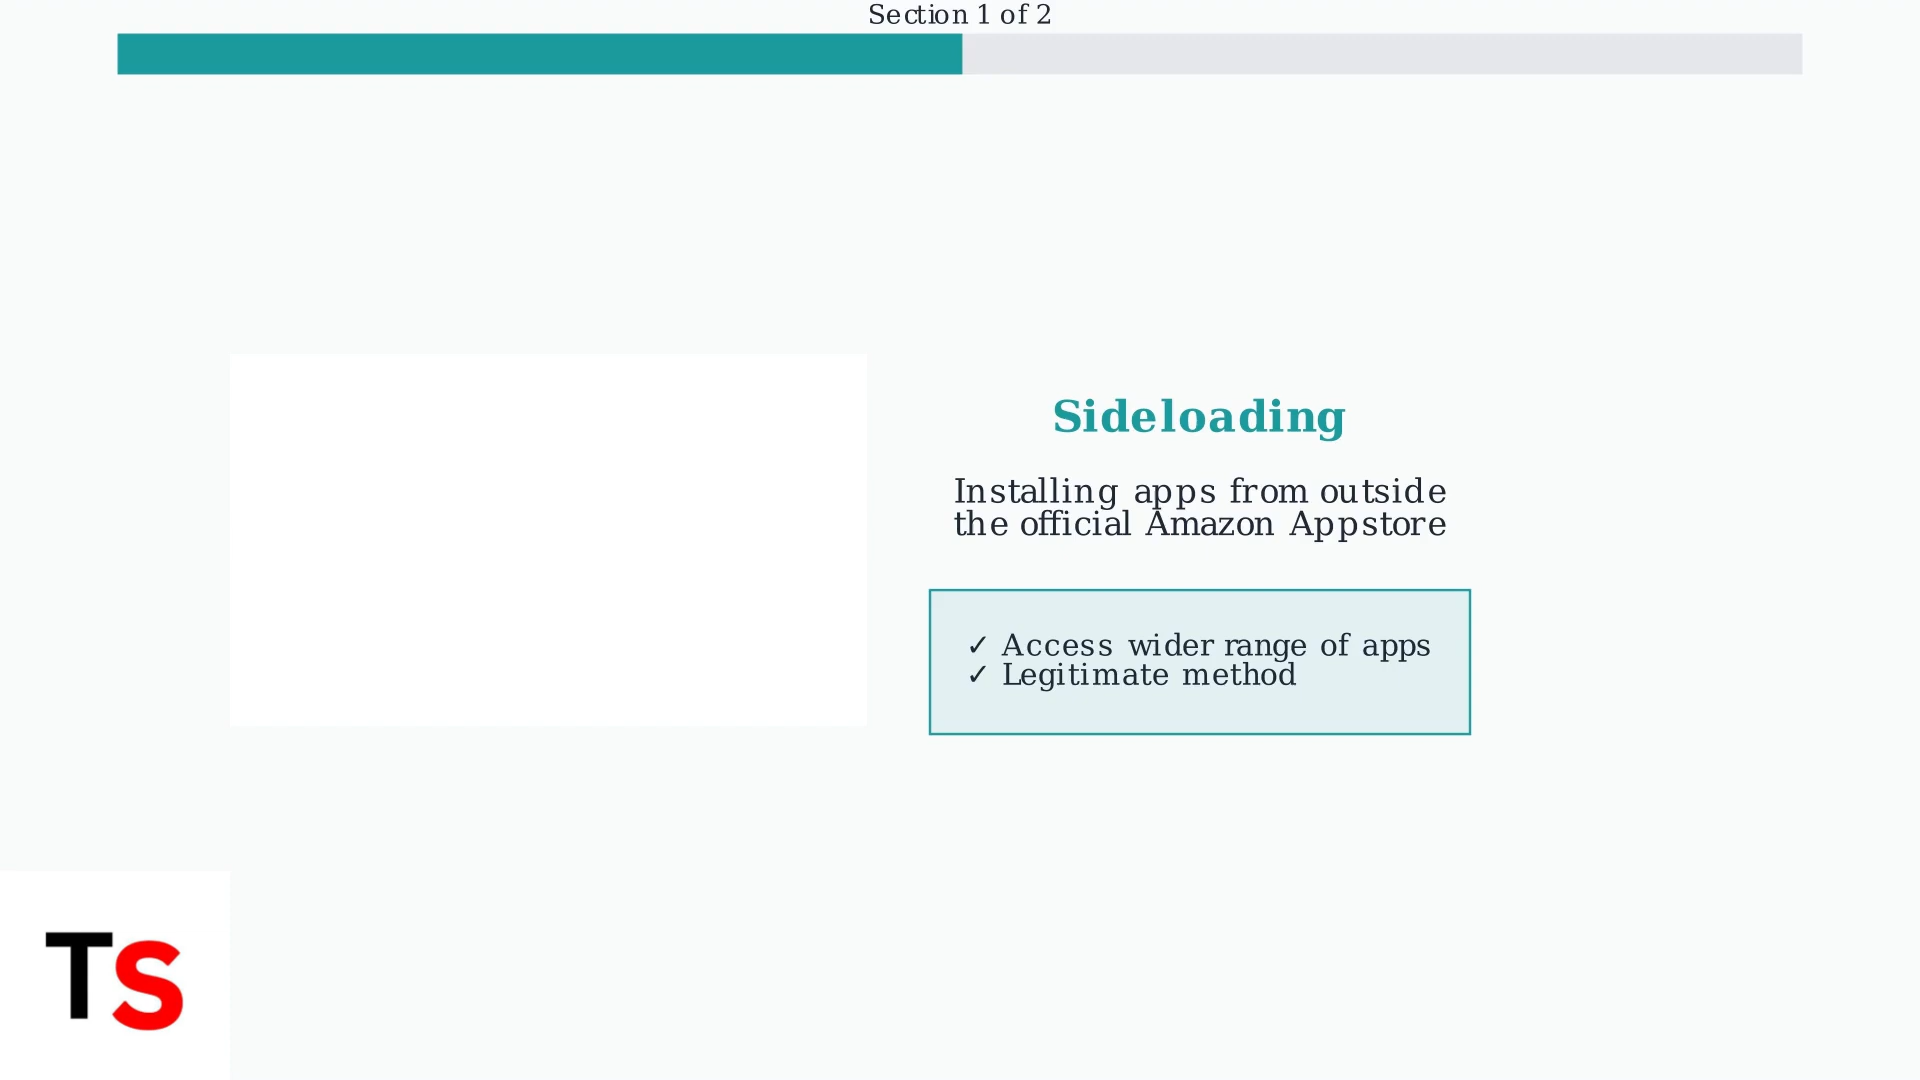 Section 1 of 2
Sideloading
Installing apps from outside
the official Amazon Appstore
✓ Access wider range of apps
✓ Legitimate method
TS